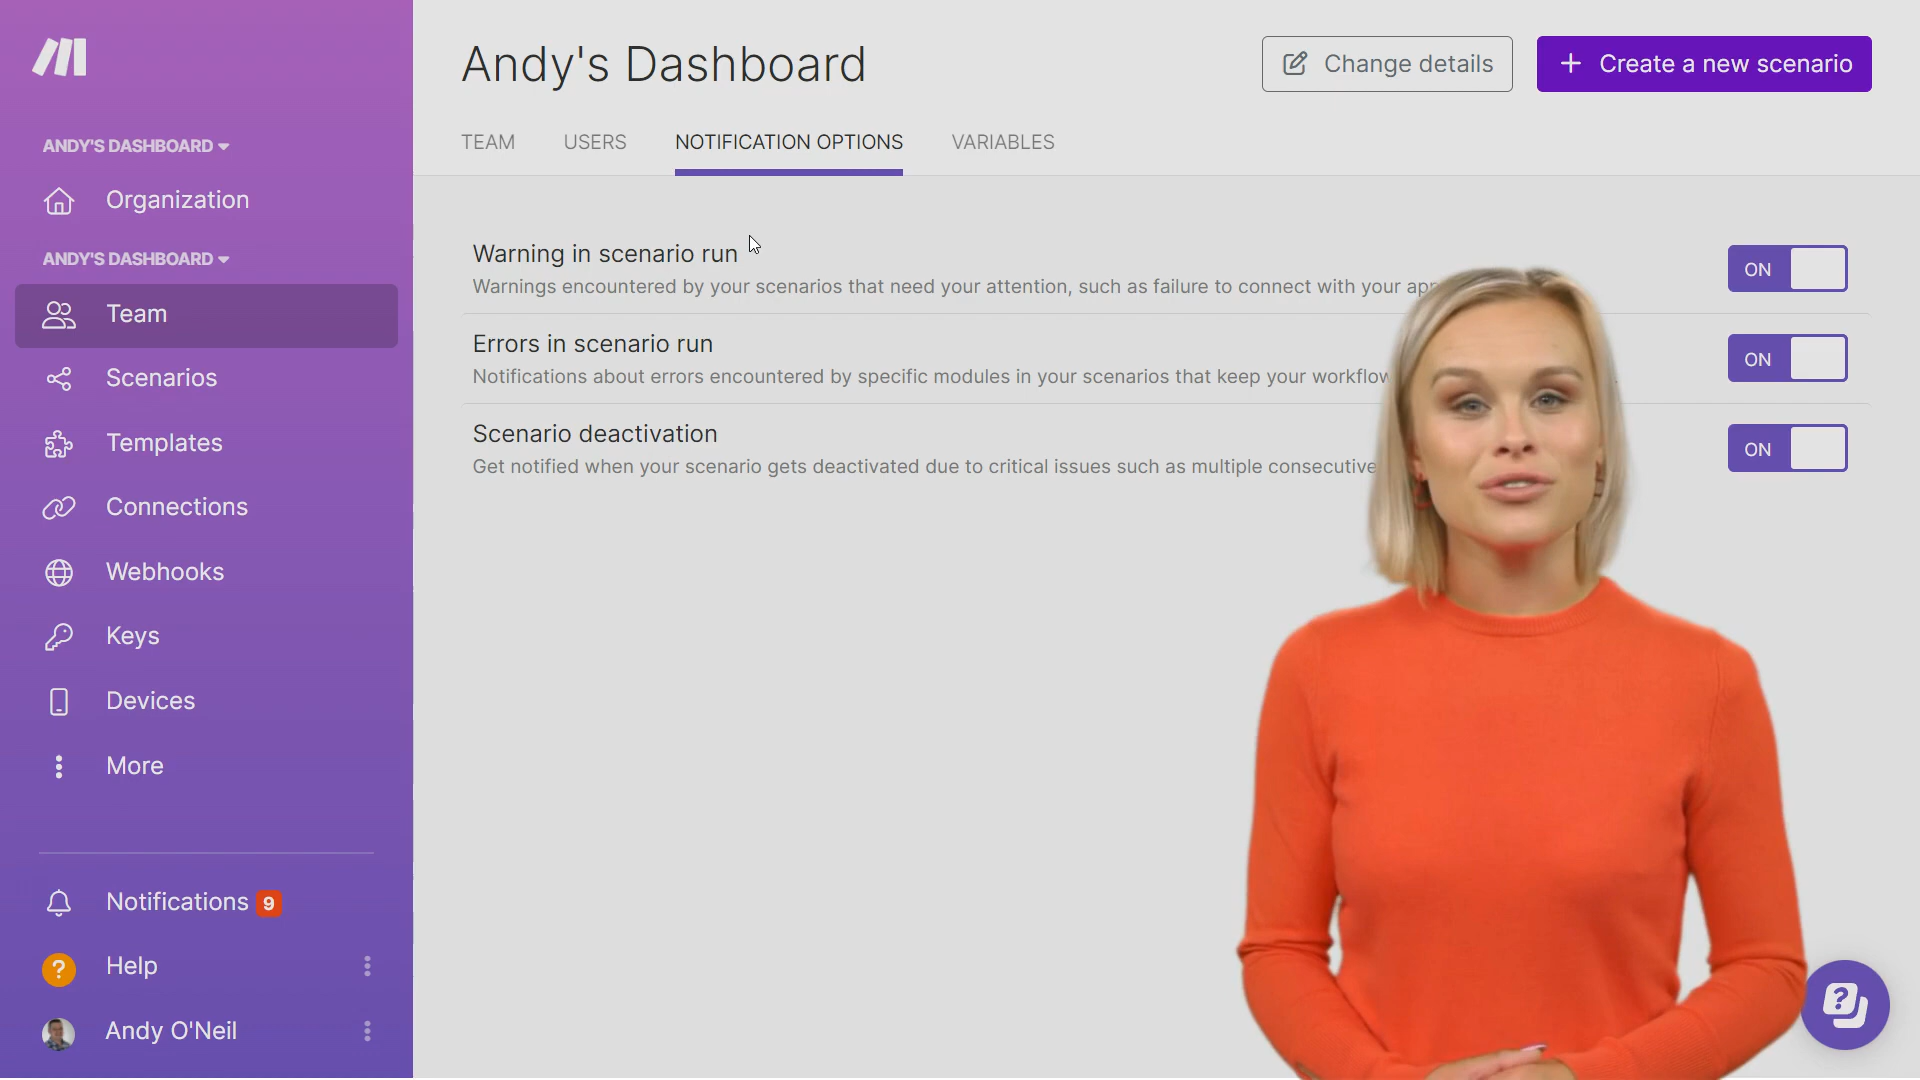 ANDY'S DASHBOARD
Organization
ANDY'S DASHBOARD
Team
Scenarios
Templates
Connections
Webhooks
Keys
Devices
More
Notifications 9
? Help
Andy O'Neil
Andy's Dashboard
Change details
+ Create a new scenario
TEAM USERS NOTIFICATION OPTIONS VARIABLES
Warning in scenario run
Warnings encountered by your scenarios that need your attention, such as failure to connect with your
ON
Errors in scenario run
Notifications about errors encountered by specific modules in your scenarios that keep your
ON
Scenario deactivation
Get notified when your scenario gets deactivated due to critical issues such as multiple consecutive
ON
?